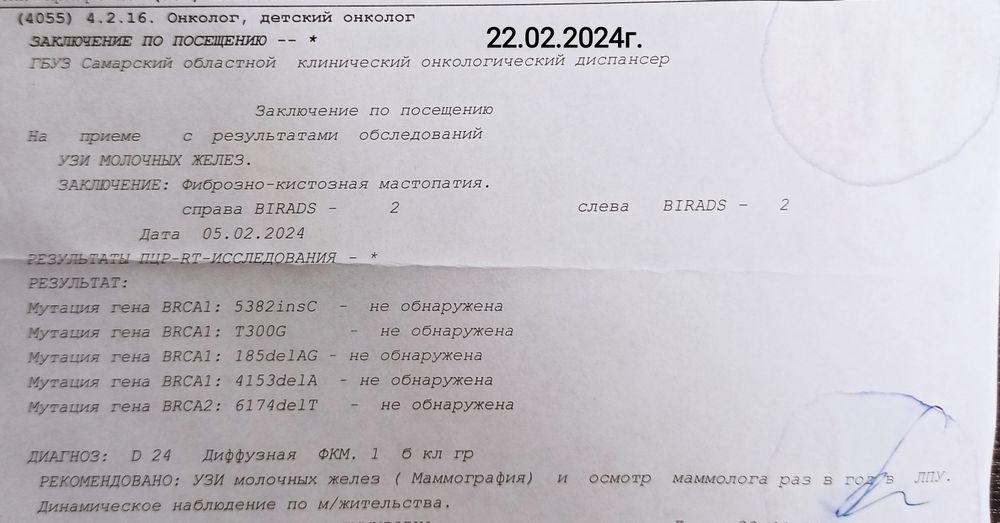 (4055) 4.2.16. Онколог, детский онколог
ЗАКЛЮЧЕНИЕ ПО ПОСЕЩЕНИЮ -- *
22.02.2024г.
ГБУЗ Самарский областной клинический онкологический диспансер
Заключение по посещению
На приеме с результатами обследований
УЗИ МОЛОЧНЫХ ЖЕЛЕЗ.
ЗАКЛЮЧЕНИЕ: Фиброзно-кистозная мастопатия.
справа BIRADS - 2 слева BIRADS - 2
Дата 05.02.2024
РЕЗУЛЬТАТЫ ПЦР-RT-ИССЛЕДОВАНИЯ - *
РЕЗУЛЬТАТ:
Мутация гена BRCA1: 5382insC - не обнаружена
Мутация гена BRCA1: T300G - не обнаружена
Мутация гена BRCA1: 185delAG - не обнаружена
Мутация гена BRCA1: 4153delA - не обнаружена
Мутация гена BRCA2: 6174delT - не обнаружена
ДИАГНОЗ: D 24 Диффузная ФКМ. 1 б кл гр
РЕКОМЕНДОВАНО: УЗИ молочных желез ( Маммография) и осмотр маммолога раз в год в ЛПУ.
Динамическое наблюдение по м/жительства.